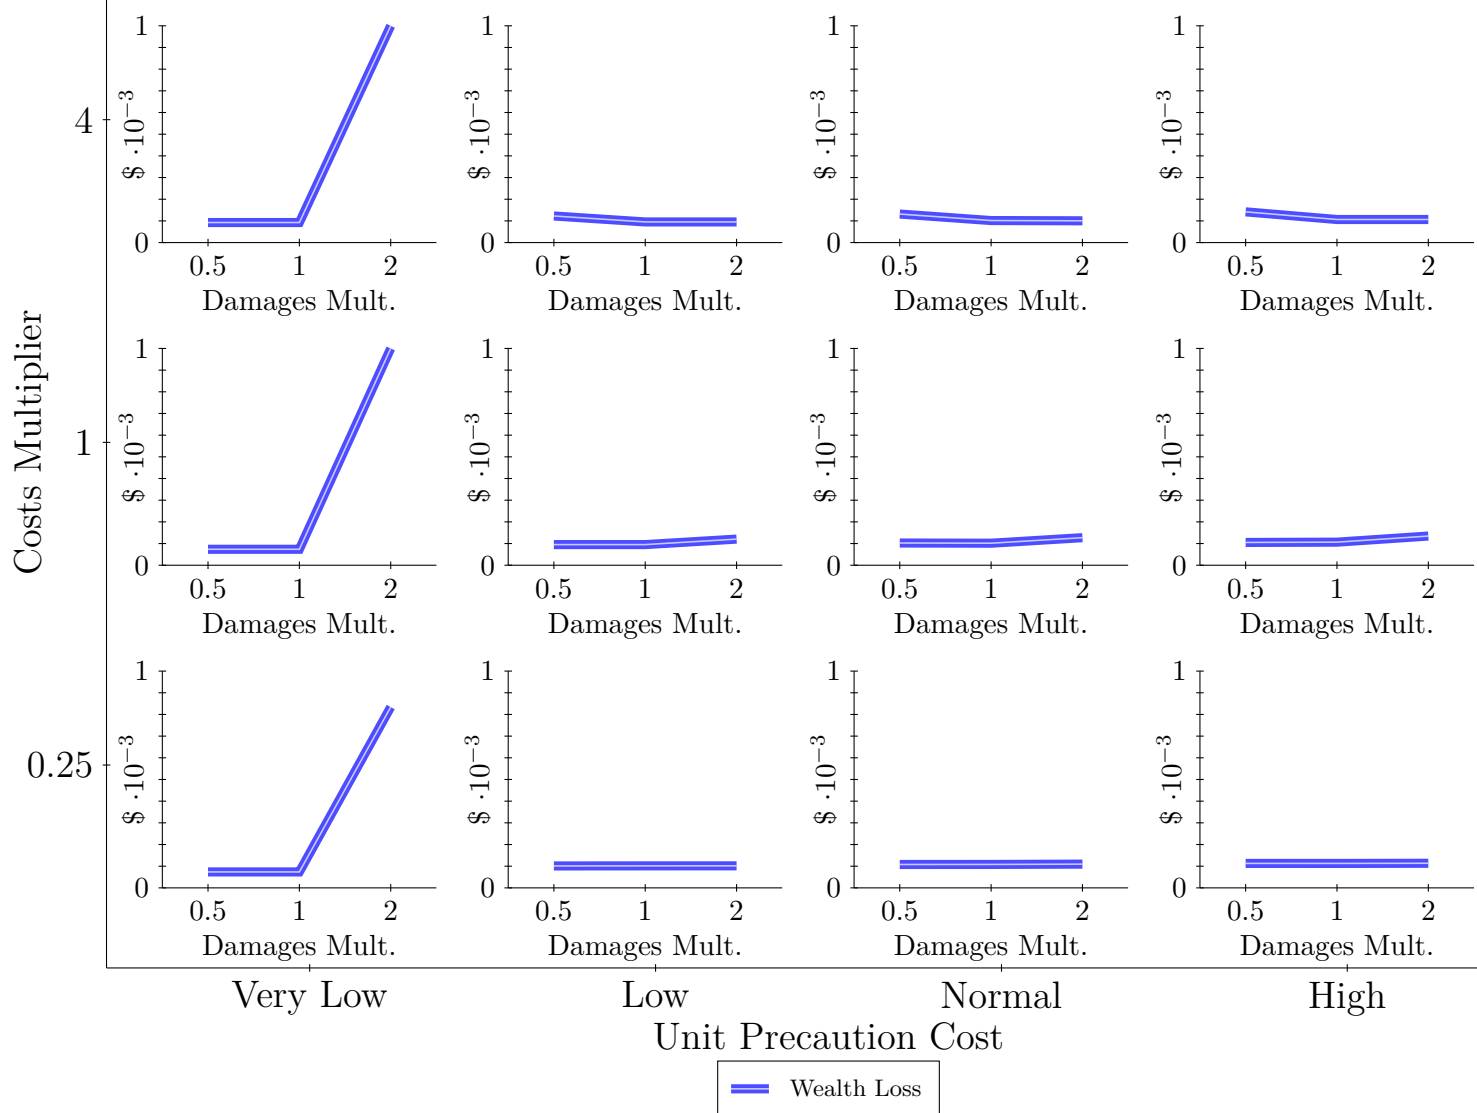 Costs Multiplier
4
1
0.25
1
0
$ ·10−3
0.5 1 2
Damages Mult.
1
0
$ ·10−3
0.5 1 2
Damages Mult.
1
0
$ ·10−3
0.5 1 2
Damages Mult.
1
0
$ ·10−3
0.5 1 2
Damages Mult.
1
0
$ ·10−3
0.5 1 2
Damages Mult.
1
0
$ ·10−3
0.5 1 2
Damages Mult.
1
0
$ ·10−3
0.5 1 2
Damages Mult.
1
0
$ ·10−3
0.5 1 2
Damages Mult.
1
0
$ ·10−3
0.5 1 2
Damages Mult.
1
0
$ ·10−3
0.5 1 2
Damages Mult.
1
0
$ ·10−3
0.5 1 2
Damages Mult.
1
0
$ ·10−3
0.5 1 2
Damages Mult.
Very Low Low Normal High
Unit Precaution Cost
Wealth Loss